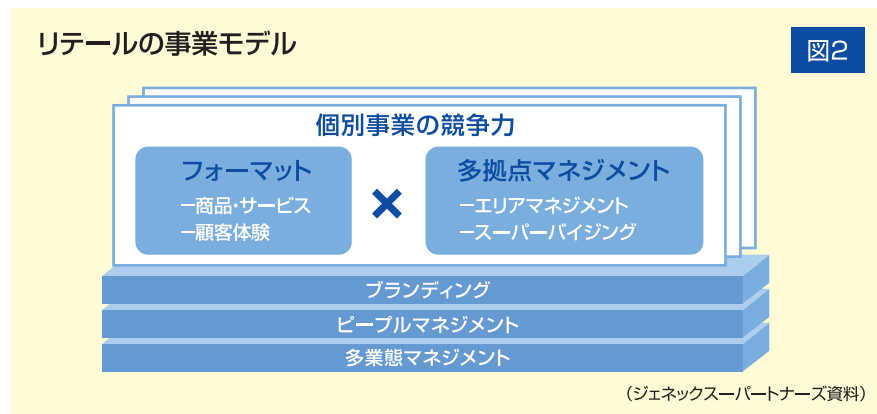 リテールの事業モデル
図2
個別事業の競争力
フォーマット
−商品・サービス
−顧客体験
×
多拠点マネジメント
−エリアマネジメント
−スーパーバイジング
ブランディング
ピープルマネジメント
多業態マネジメント
（ジェネックスーパートナーズ資料）